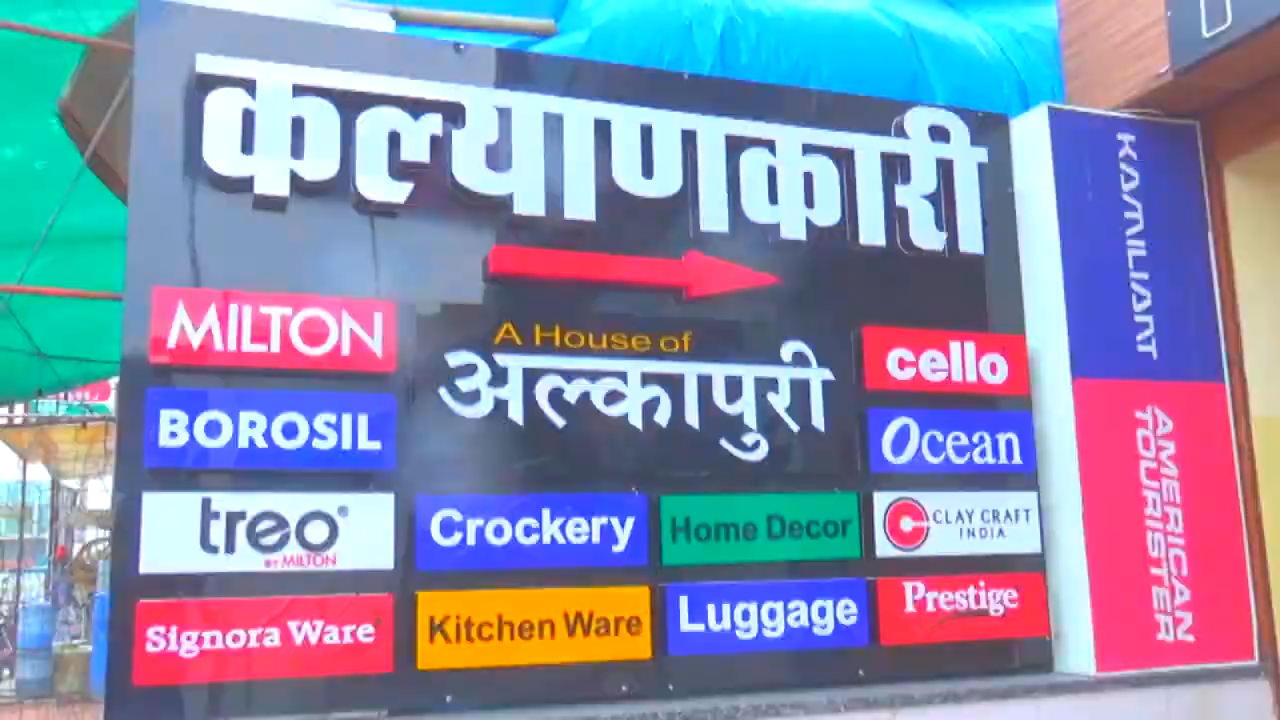 कल्याणकारी
MILTON
A House of
अल्कापुरी
cello
BOROSIL
Ocean
treo
BY MILTON
Crockery
Home Decor
CLAY CRAFT
INDIA
Signora Ware
Kitchen Ware
Luggage
Prestige
KAMILIANT
AMERICAN
TOURISTER